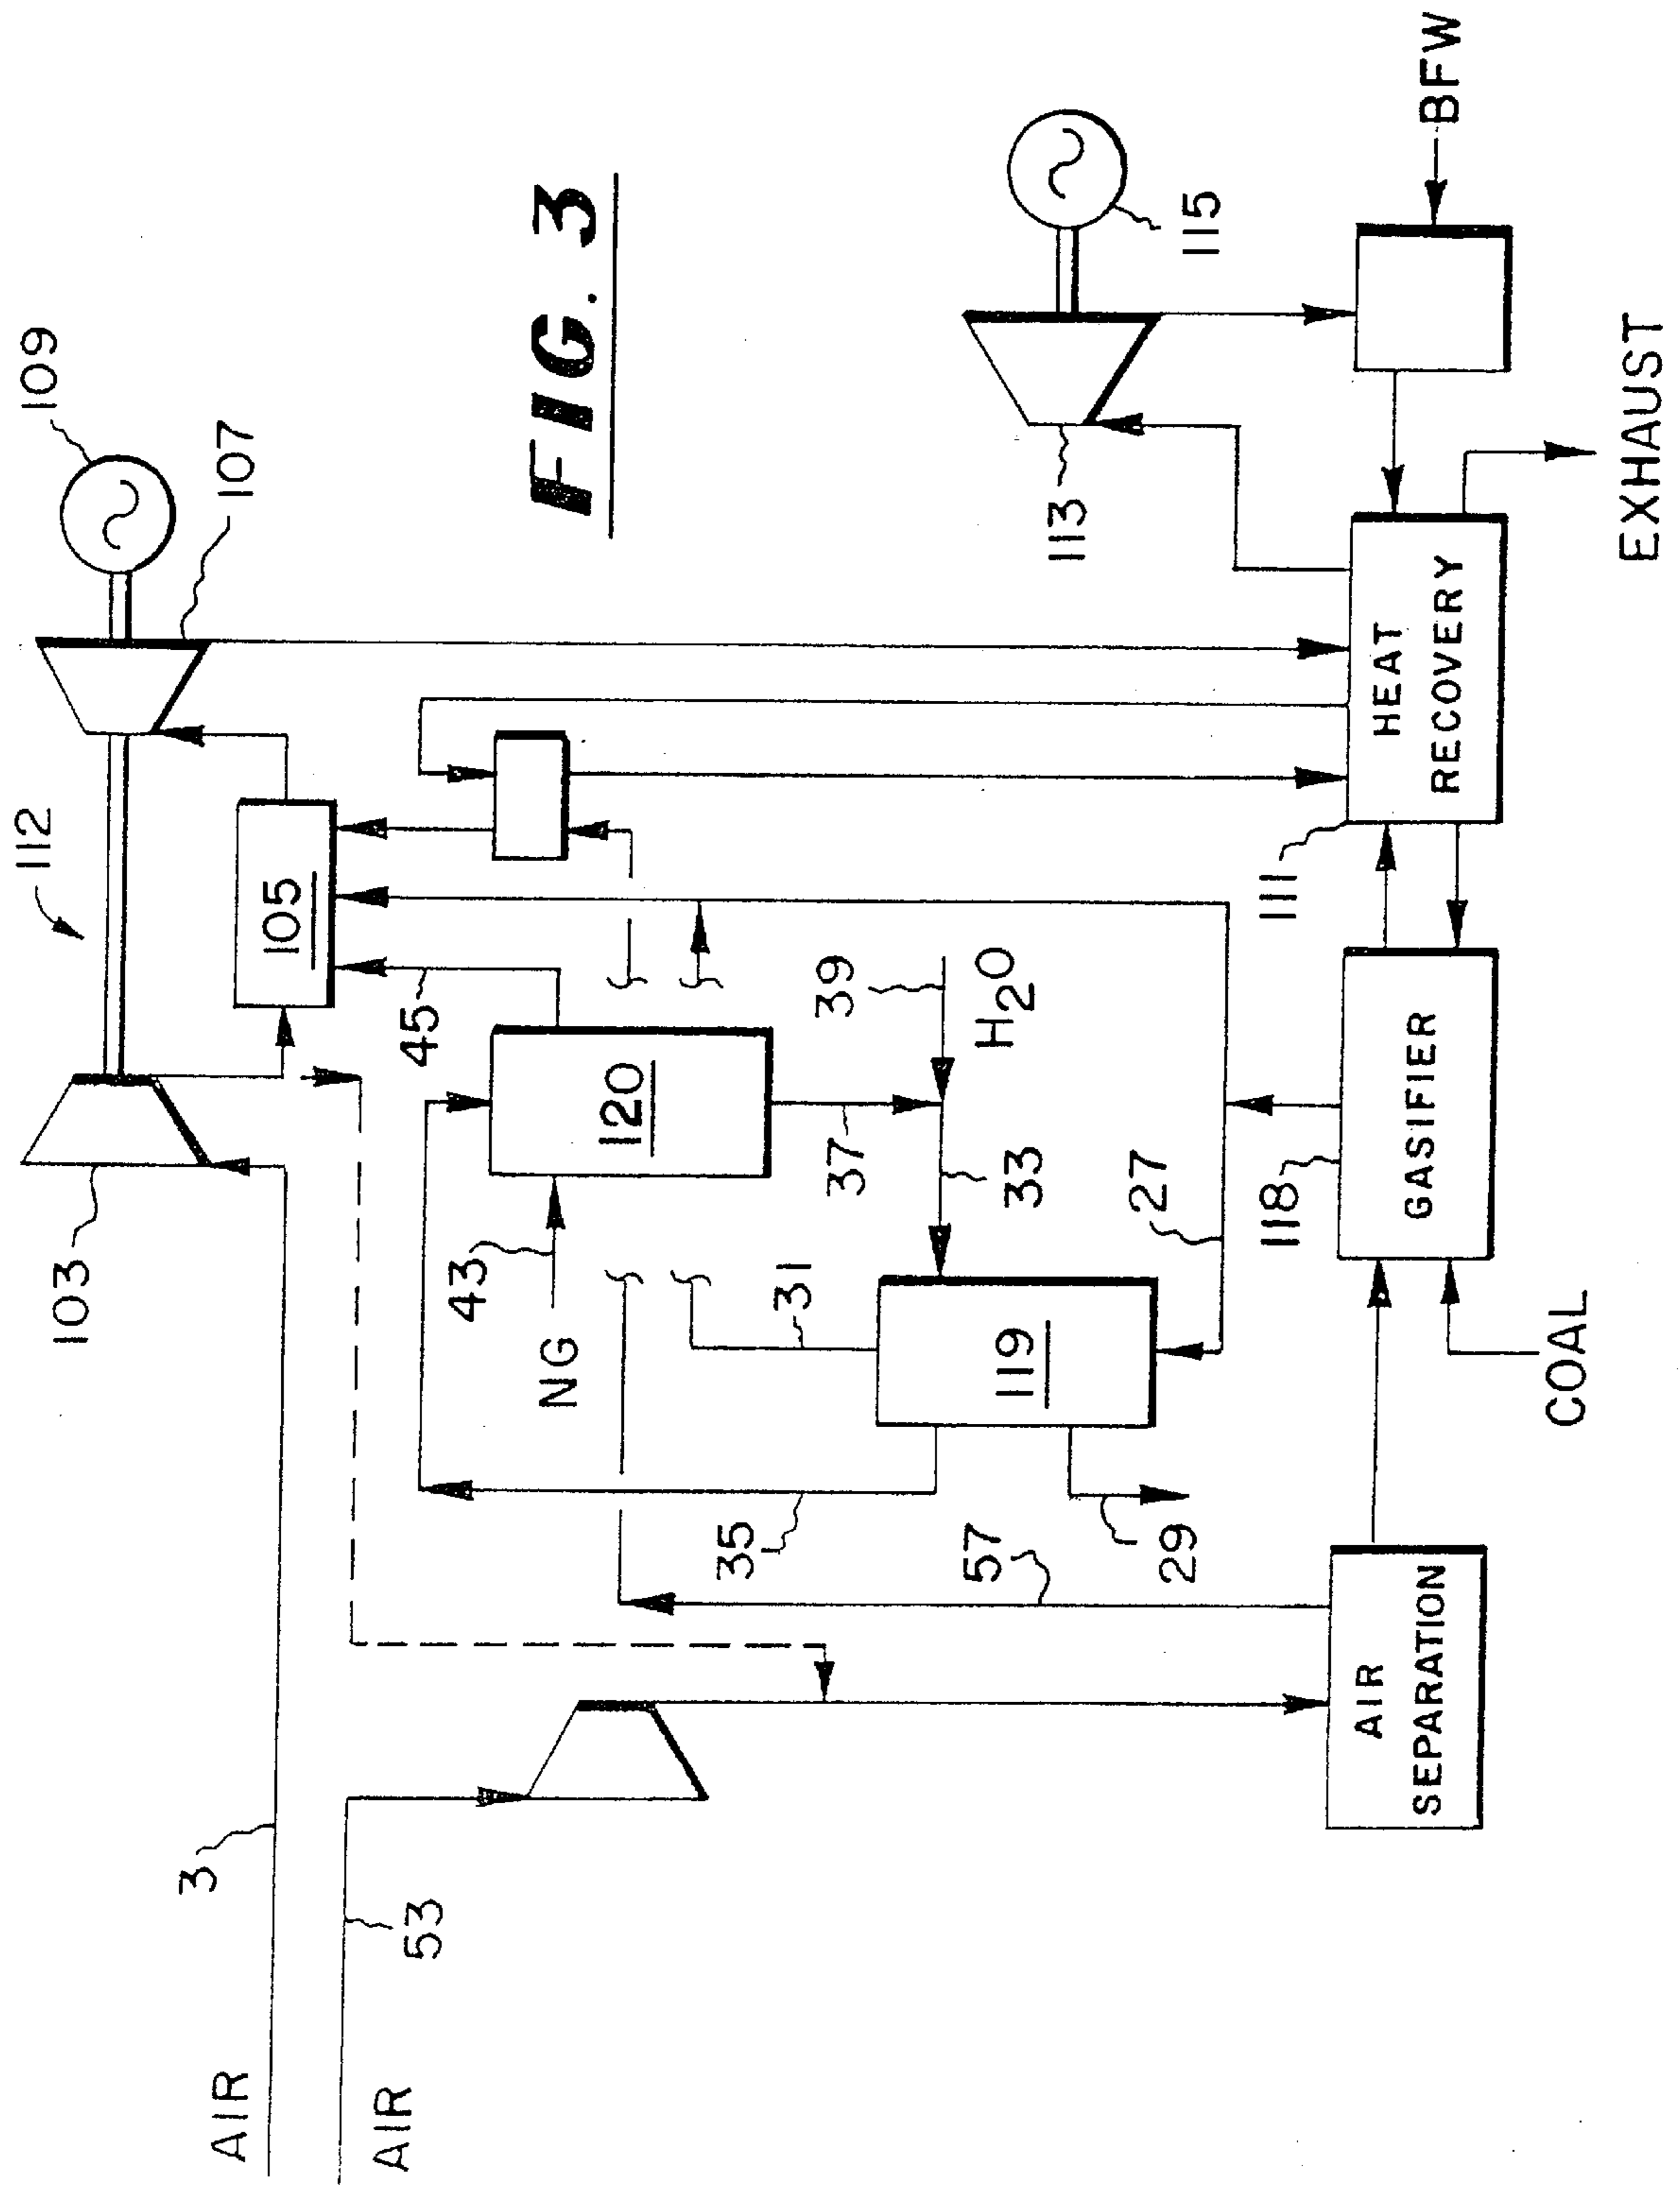 112
109
107
103
105
3
AIR
53
AIR
FIG. 3
45
43
NG
120
37
39
H2O
33
31
119
35
29
57
27
113
115
BFW
111
HEAT
RECOVERY
EXHAUST
118
GASIFIER
COAL
AIR
SEPARATION